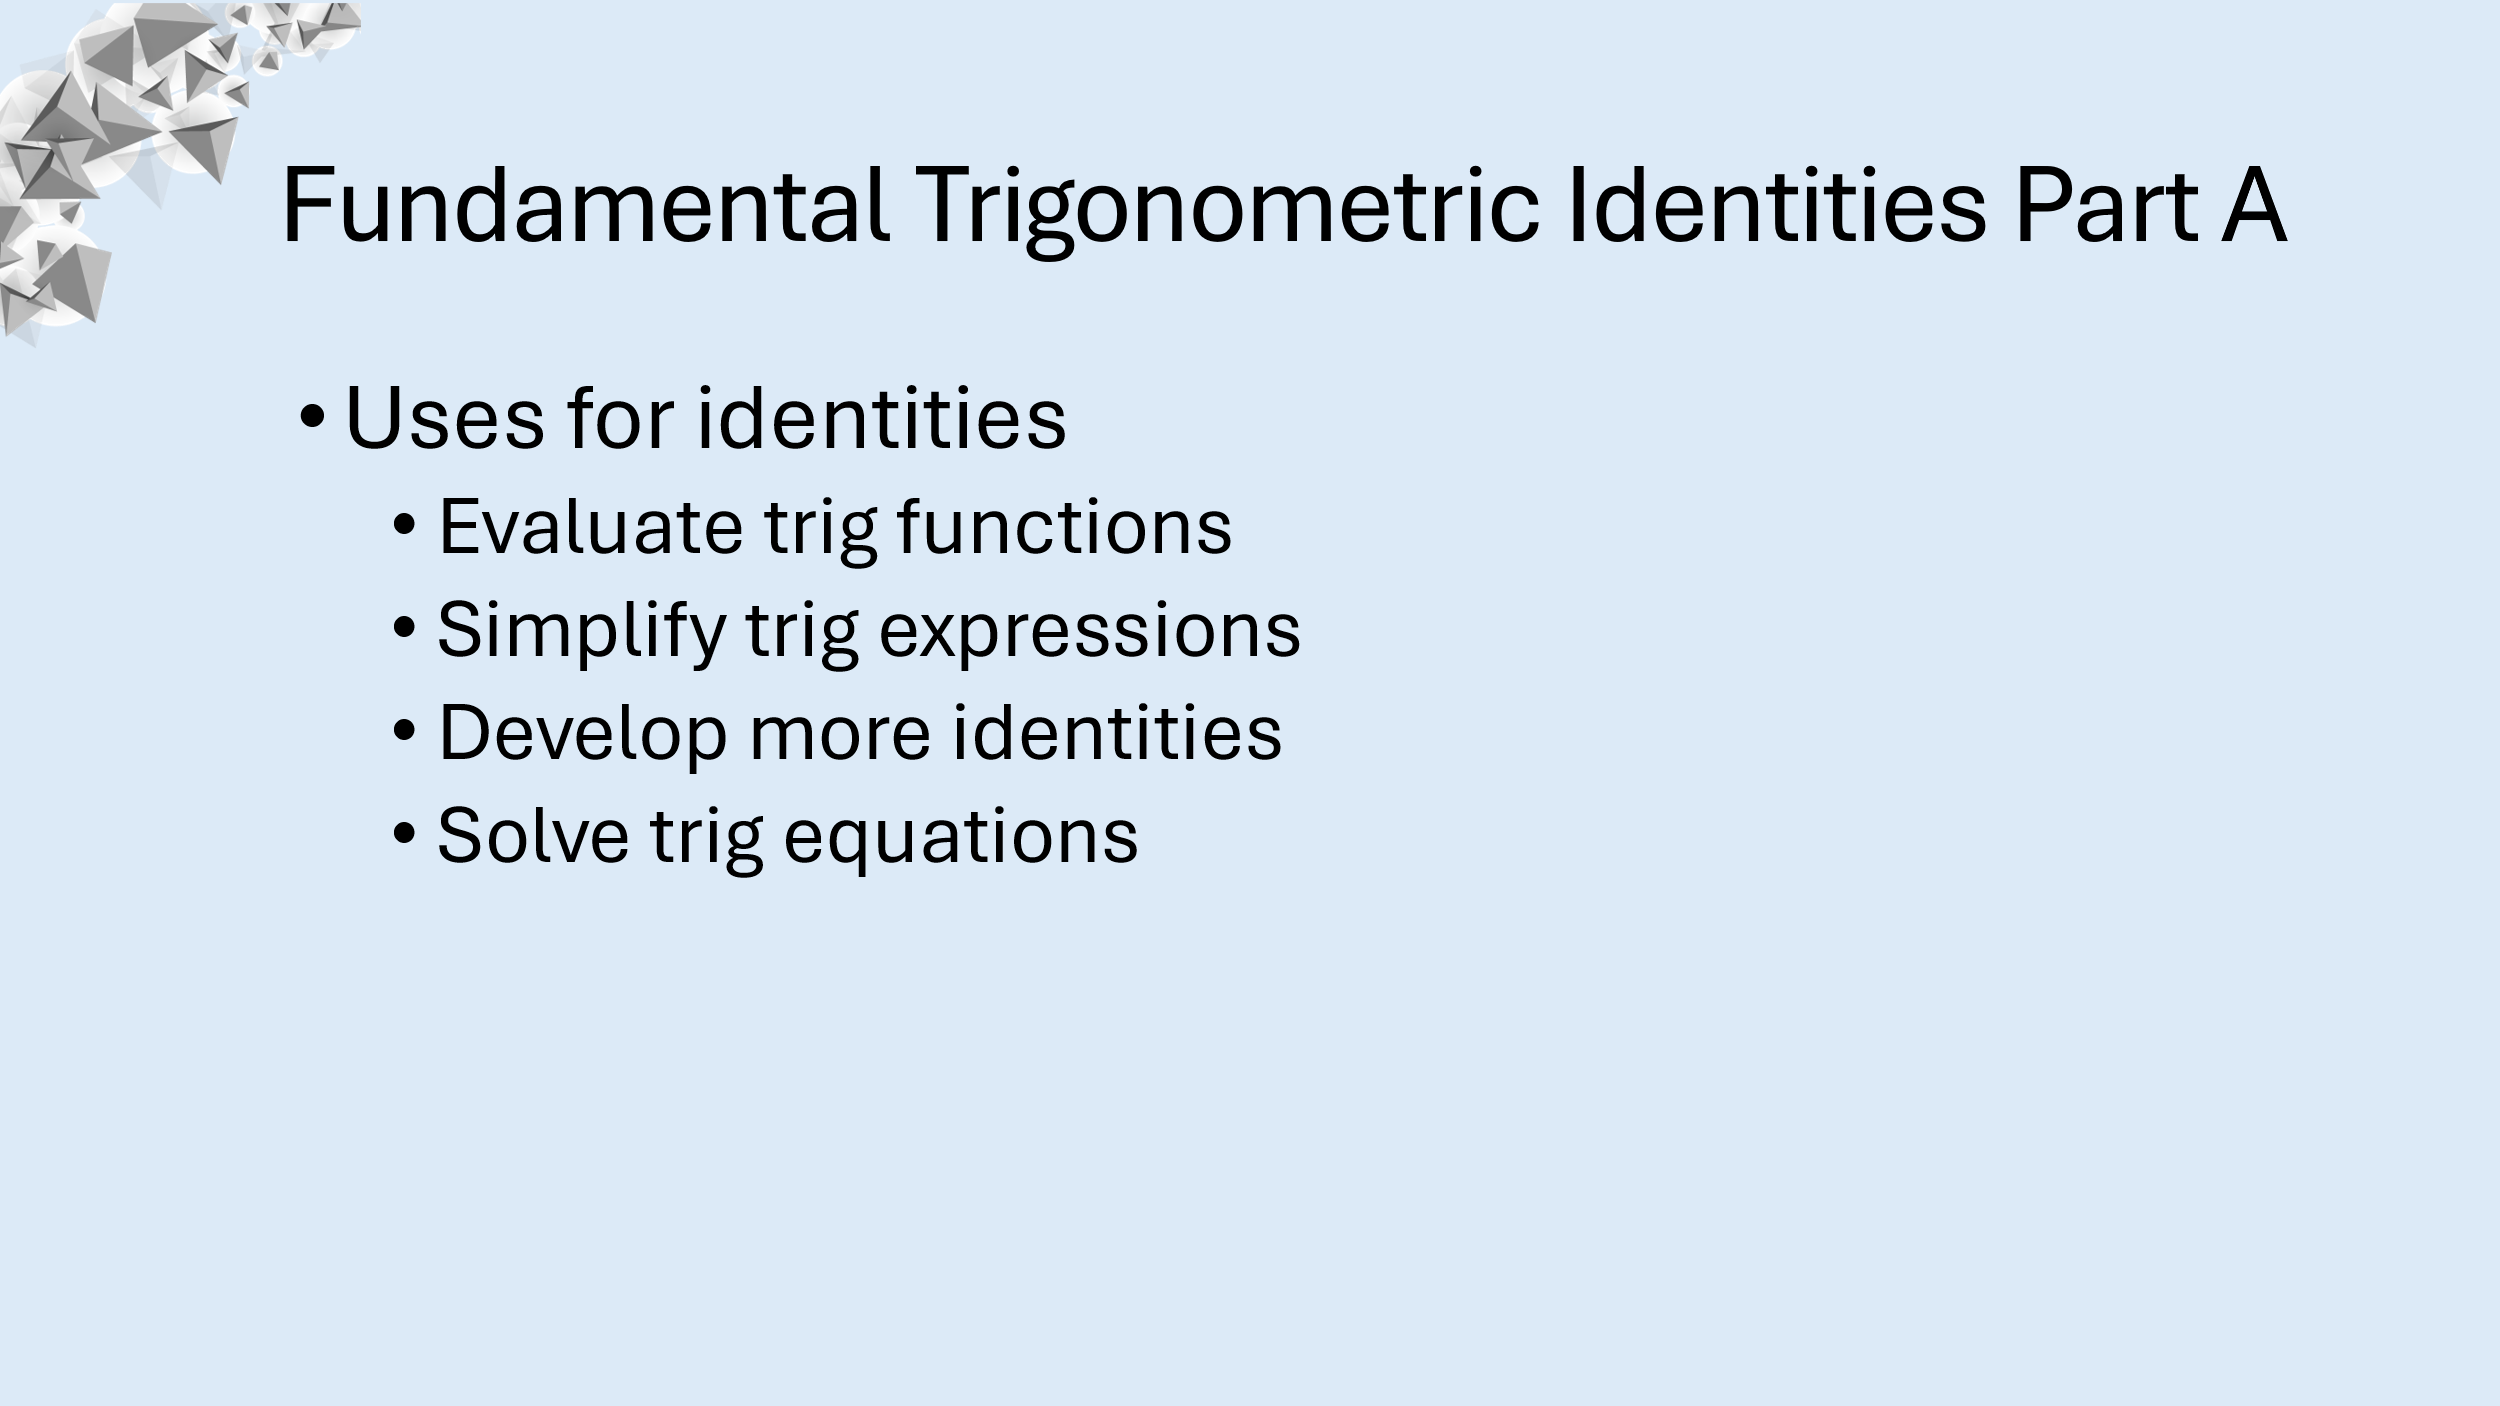 Fundamental Trigonometric Identities Part A
• Uses for identities
• Evaluate trig functions
• Simplify trig expressions
• Develop more identities
• Solve trig equations